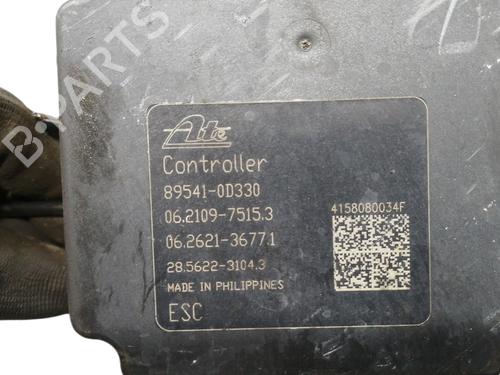 B-PARTS
Ate
Controller
89541-0D330
06.2109-7515.3
4158080034F
06.2621-3677.1
28.5622-3104.3
MADE IN PHILIPPINES
ESC